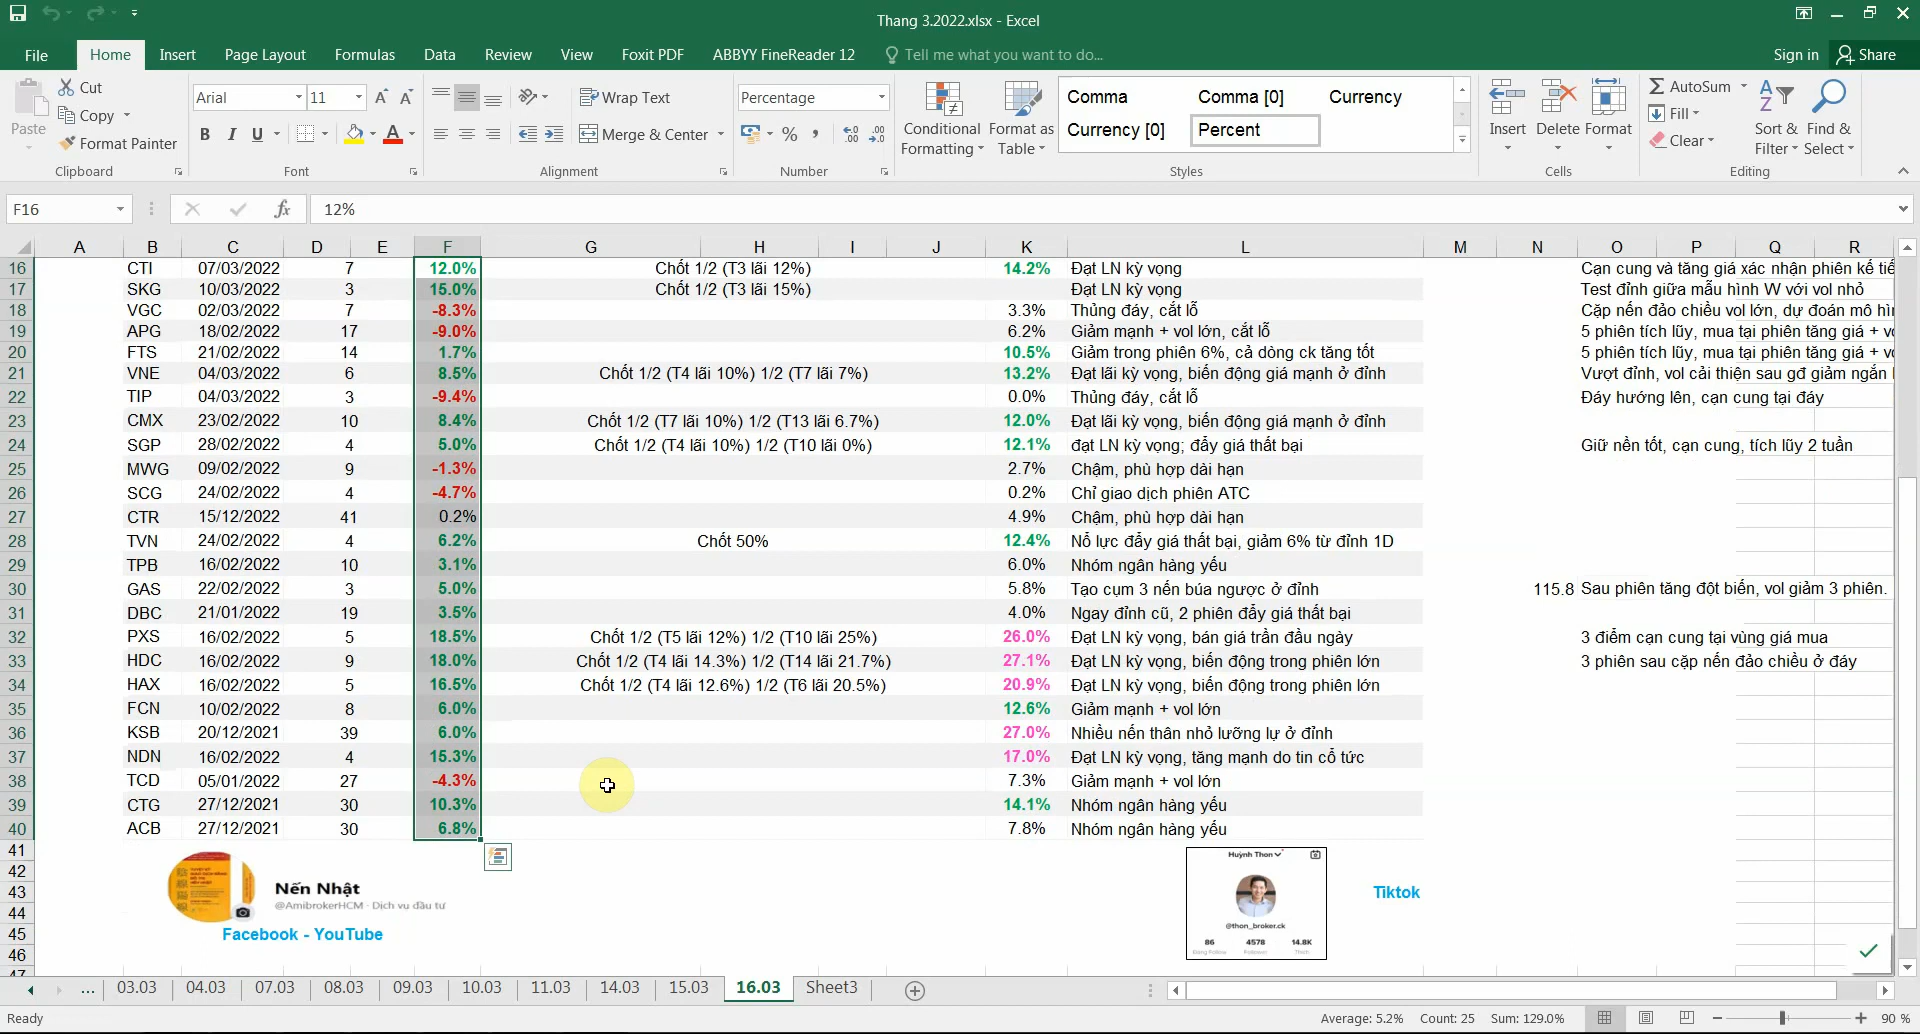 Thang 3.2022.xlsx - Excel
File Home Insert Page Layout Formulas Data Review View Foxit PDF ABBYY FineReader 12 Tell me what you want to do... Sign in Share
Paste Cut Copy Format Painter
Arial 11
B I U
Wrap Text
Merge & Center
Percentage
Conditional Formatting Format as Table
Comma Comma [0] Currency
Currency [0] Percent
Insert Delete Format
AutoSum
Fill
Clear
Sort & Filter Find & Select
Clipboard Font Alignment Number Styles Cells Editing
F16 fx 12%
A B C D E F G H I J K L M N O P Q R
16 CTI 07/03/2022 7 12.0% Chốt 1/2 (T3 lãi 12%) 14.2% Đạt LN kỳ vọng Cạn cung và tăng giá xác nhận phiên kế tiế
17 SKG 10/03/2022 3 15.0% Chốt 1/2 (T3 lãi 15%) Đạt LN kỳ vọng Test đỉnh giữa mẫu hình W với vol nhỏ
18 VGC 02/03/2022 7 -8.3% 3.3% Thủng đáy, cắt lỗ Cặp nến đảo chiều vol lớn, dự đoán mô hì
19 APG 18/02/2022 17 -9.0% 6.2% Giảm mạnh + vol lớn, cắt lỗ 5 phiên tích lũy, mua tại phiên tăng giá + v
20 FTS 21/02/2022 14 1.7% 10.5% Giảm trong phiên 6%, cả dòng ck tăng tốt 5 phiên tích lũy, mua tại phiên tăng giá + v
21 VNE 04/03/2022 6 8.5% Chốt 1/2 (T4 lãi 10%) 1/2 (T7 lãi 7%) 13.2% Đạt lãi kỳ vọng, biến động giá mạnh ở đỉnh Vượt đỉnh, vol cải thiện sau gđ giảm ngắn
22 TIP 04/03/2022 3 -9.4% 0.0% Thủng đáy, cắt lỗ Đáy hướng lên, cạn cung tại đáy
23 CMX 23/02/2022 10 8.4% Chốt 1/2 (T7 lãi 10%) 1/2 (T13 lãi 6.7%) 12.0% Đạt lãi kỳ vọng, biến động giá mạnh ở đỉnh
24 SGP 28/02/2022 4 5.0% Chốt 1/2 (T4 lãi 10%) 1/2 (T10 lãi 0%) 12.1% đạt LN kỳ vọng; đẩy giá thất bại Giữ nền tốt, cạn cung, tích lũy 2 tuần
25 MWG 09/02/2022 9 -1.3% 2.7% Chậm, phù hợp dài hạn
26 SCG 24/02/2022 4 -4.7% 0.2% Chỉ giao dịch phiên ATC
27 CTR 15/12/2022 41 0.2% 4.9% Chậm, phù hợp dài hạn
28 TVN 24/02/2022 4 6.2% Chốt 50% 12.4% Nổ lực đẩy giá thất bại, giảm 6% từ đỉnh 1D
29 TPB 16/02/2022 10 3.1% 6.0% Nhóm ngân hàng yếu
30 GAS 22/02/2022 3 5.0% 5.8% Tạo cụm 3 nến búa ngược ở đỉnh 115.8 Sau phiên tăng đột biến, vol giảm 3 phiên.
31 DBC 21/01/2022 19 3.5% 4.0% Ngay đỉnh cũ, 2 phiên đẩy giá thất bại
32 PXS 16/02/2022 5 18.5% Chốt 1/2 (T5 lãi 12%) 1/2 (T10 lãi 25%) 26.0% Đạt LN kỳ vọng, bán giá trần đầu ngày 3 điểm cạn cung tại vùng giá mua
33 HDC 16/02/2022 9 18.0% Chốt 1/2 (T4 lãi 14.3%) 1/2 (T14 lãi 21.7%) 27.1% Đạt LN kỳ vọng, biến động trong phiên lớn 3 phiên sau cặp nến đảo chiều ở đáy
34 HAX 16/02/2022 5 16.5% Chốt 1/2 (T4 lãi 12.6%) 1/2 (T6 lãi 20.5%) 20.9% Đạt LN kỳ vọng, biến động trong phiên lớn
35 FCN 10/02/2022 8 6.0% 12.6% Giảm mạnh + vol lớn
36 KSB 20/12/2021 39 6.0% 27.0% Nhiều nến thân nhỏ lưỡng lự ở đỉnh
37 NDN 16/02/2022 4 15.3% 17.0% Đạt LN kỳ vọng, tăng mạnh do tin cổ tức
38 TCD 05/01/2022 27 -4.3% 7.3% Giảm mạnh + vol lớn
39 CTG 27/12/2021 30 10.3% 14.1% Nhóm ngân hàng yếu
40 ACB 27/12/2021 30 6.8% 7.8% Nhóm ngân hàng yếu
41
42
43
44
45
46
47
Nến Nhật
@AmibrokerHCM · Dịch vụ đầu tư
Facebook - YouTube
Huỳnh Thon
@thon_broker.ck
86 4578 14.8K
Tiktok
... 03.03 04.03 07.03 08.03 09.03 10.03 11.03 14.03 15.03 16.03 Sheet3
Ready Average: 5.2% Count: 25 Sum: 129.0% 90 %